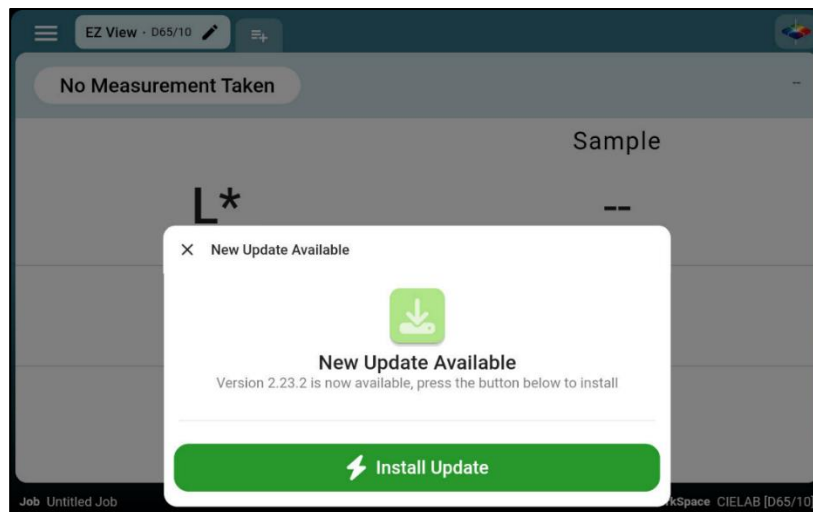 EZ View - D65/10
No Measurement Taken
--
Sample
L*
--
New Update Available
New Update Available
Version 2.23.2 is now available, press the button below to install
Install Update
Job Untitled Job
kSpace CIELAB [D65/10]